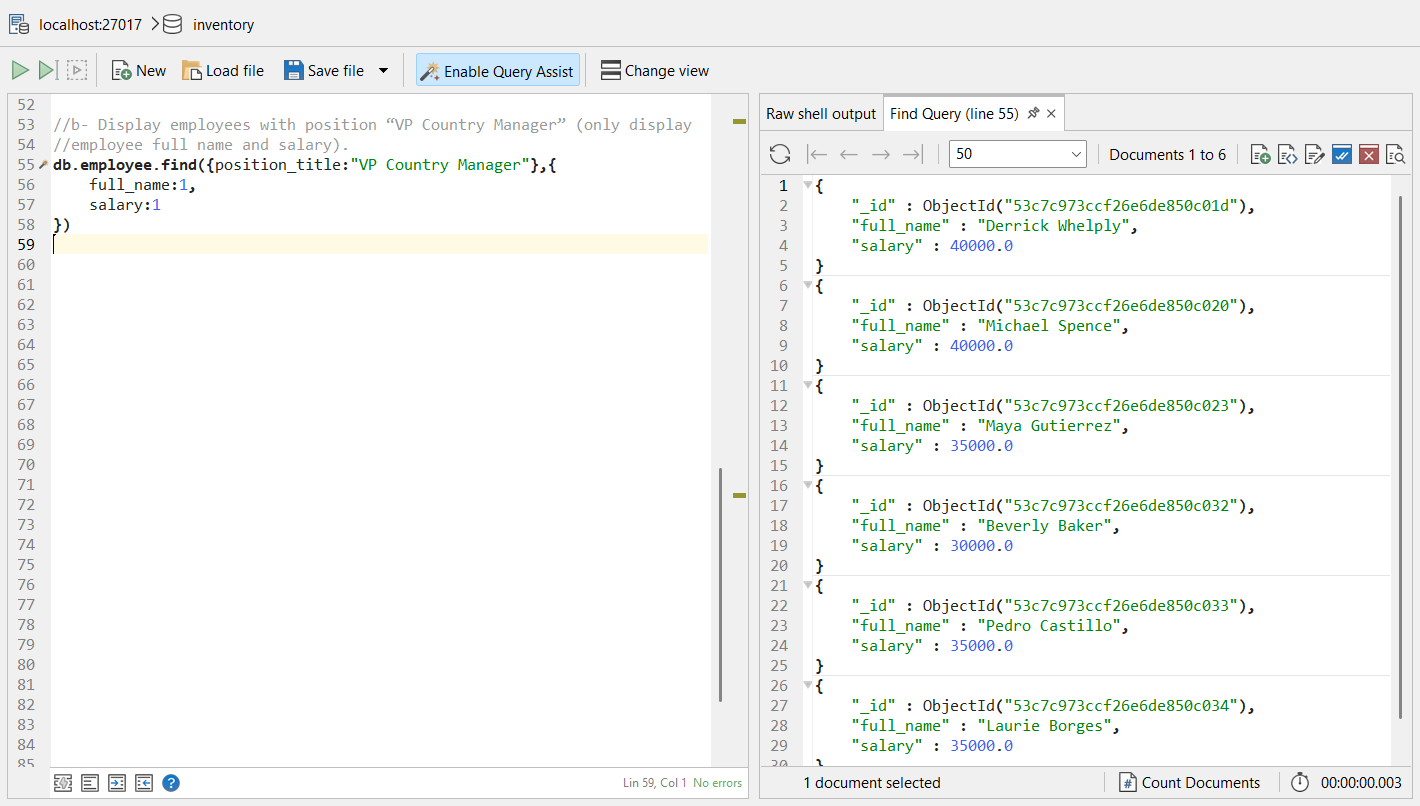 localhost:27017 inventory
New Load file Save file Enable Query Assist Change view
52
53 //b- Display employees with position “VP Country Manager” (only display
54 //employee full name and salary).
55 db.employee.find({position_title:"VP Country Manager"},{
56 full_name:1,
57 salary:1
58 })
59
60
61
62
63
64
65
66
67
68
69
70
71
72
73
74
75
76
77
78
79
80
81
82
83
84
85
Lin 59, Col 1 No errors
Raw shell output Find Query (line 55)
50 Documents 1 to 6
1 {
2 "_id" : ObjectId("53c7c973ccf26e6de850c01d"),
3 "full_name" : "Derrick Whelply",
4 "salary" : 40000.0
5 }
6 {
7 "_id" : ObjectId("53c7c973ccf26e6de850c020"),
8 "full_name" : "Michael Spence",
9 "salary" : 40000.0
10 }
11 {
12 "_id" : ObjectId("53c7c973ccf26e6de850c023"),
13 "full_name" : "Maya Gutierrez",
14 "salary" : 35000.0
15 }
16 {
17 "_id" : ObjectId("53c7c973ccf26e6de850c032"),
18 "full_name" : "Beverly Baker",
19 "salary" : 30000.0
20 }
21 {
22 "_id" : ObjectId("53c7c973ccf26e6de850c033"),
23 "full_name" : "Pedro Castillo",
24 "salary" : 35000.0
25 }
26 {
27 "_id" : ObjectId("53c7c973ccf26e6de850c034"),
28 "full_name" : "Laurie Borges",
29 "salary" : 35000.0
30 }
1 document selected Count Documents 00:00:00.003